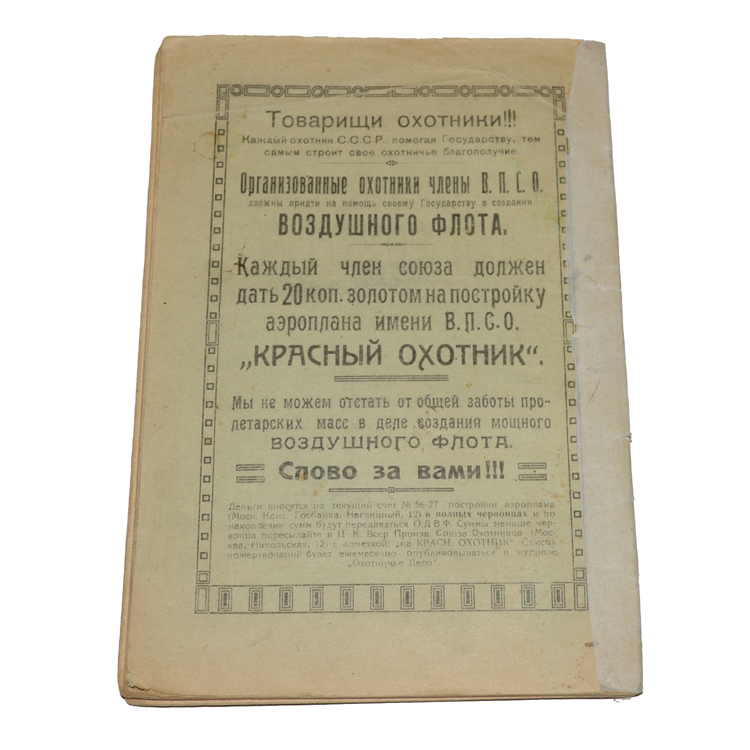 Товарищи охотники!!!
Каждый охотник С.С.С.Р., помогая Государству, тем
самым строит свое охотничье благополучие
Организованные охотники члены В.П.С.О.
должны придти на помощь своему Государству в создании
ВОЗДУШНОГО ФЛОТА.
Каждый член союза должен
дать 20 коп. золотом на постройку
аэроплана имени В.П.С.О.
„КРАСНЫЙ ОХОТНИК“.
Мы не можем отстать от общей заботы про-
летарских масс в деле создания мощного
ВОЗДУШНОГО ФЛОТА.
Слово за вами!!!
Деньги вносятся на текущий счет № 56-27 постройки аэроплана
(Моск. Конт. Госбанка, Неглинный, 12) в полных червонцах и по
накоплении сумм будут передаваться О.Д.В.Ф. Суммы меньше чер-
вонца пересылайте в Ц. К. Всер. Произв. Союза Охотников (Мос-
ква, Никольская, 12) с пометкой: „на КРАСН. ОХОТНИК“. Списки
пожертвований будет ежемесячно опубликовываться в журнале
„Охотничье Дело“.